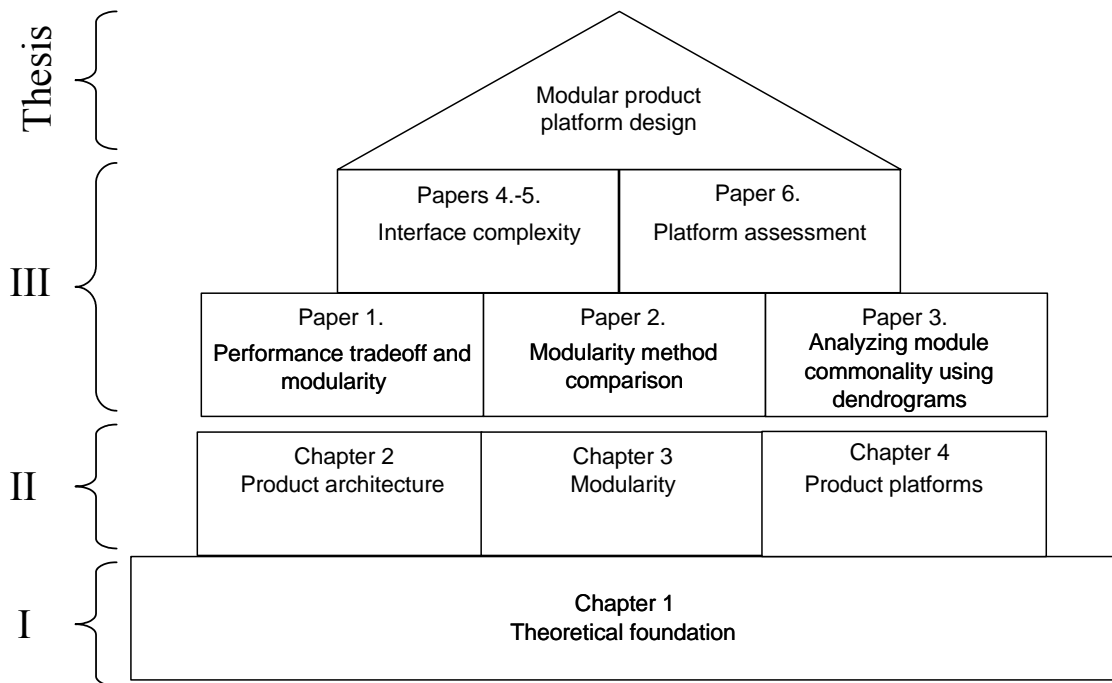 Thesis
Modular product
platform design
III
Papers 4.-5.
Interface complexity
Paper 6.
Platform assessment
Paper 1.
Performance tradeoff and
modularity
Paper 2.
Modularity method
comparison
Paper 3.
Analyzing module
commonality using
dendrograms
II
Chapter 2
Product architecture
Chapter 3
Modularity
Chapter 4
Product platforms
I
Chapter 1
Theoretical foundation